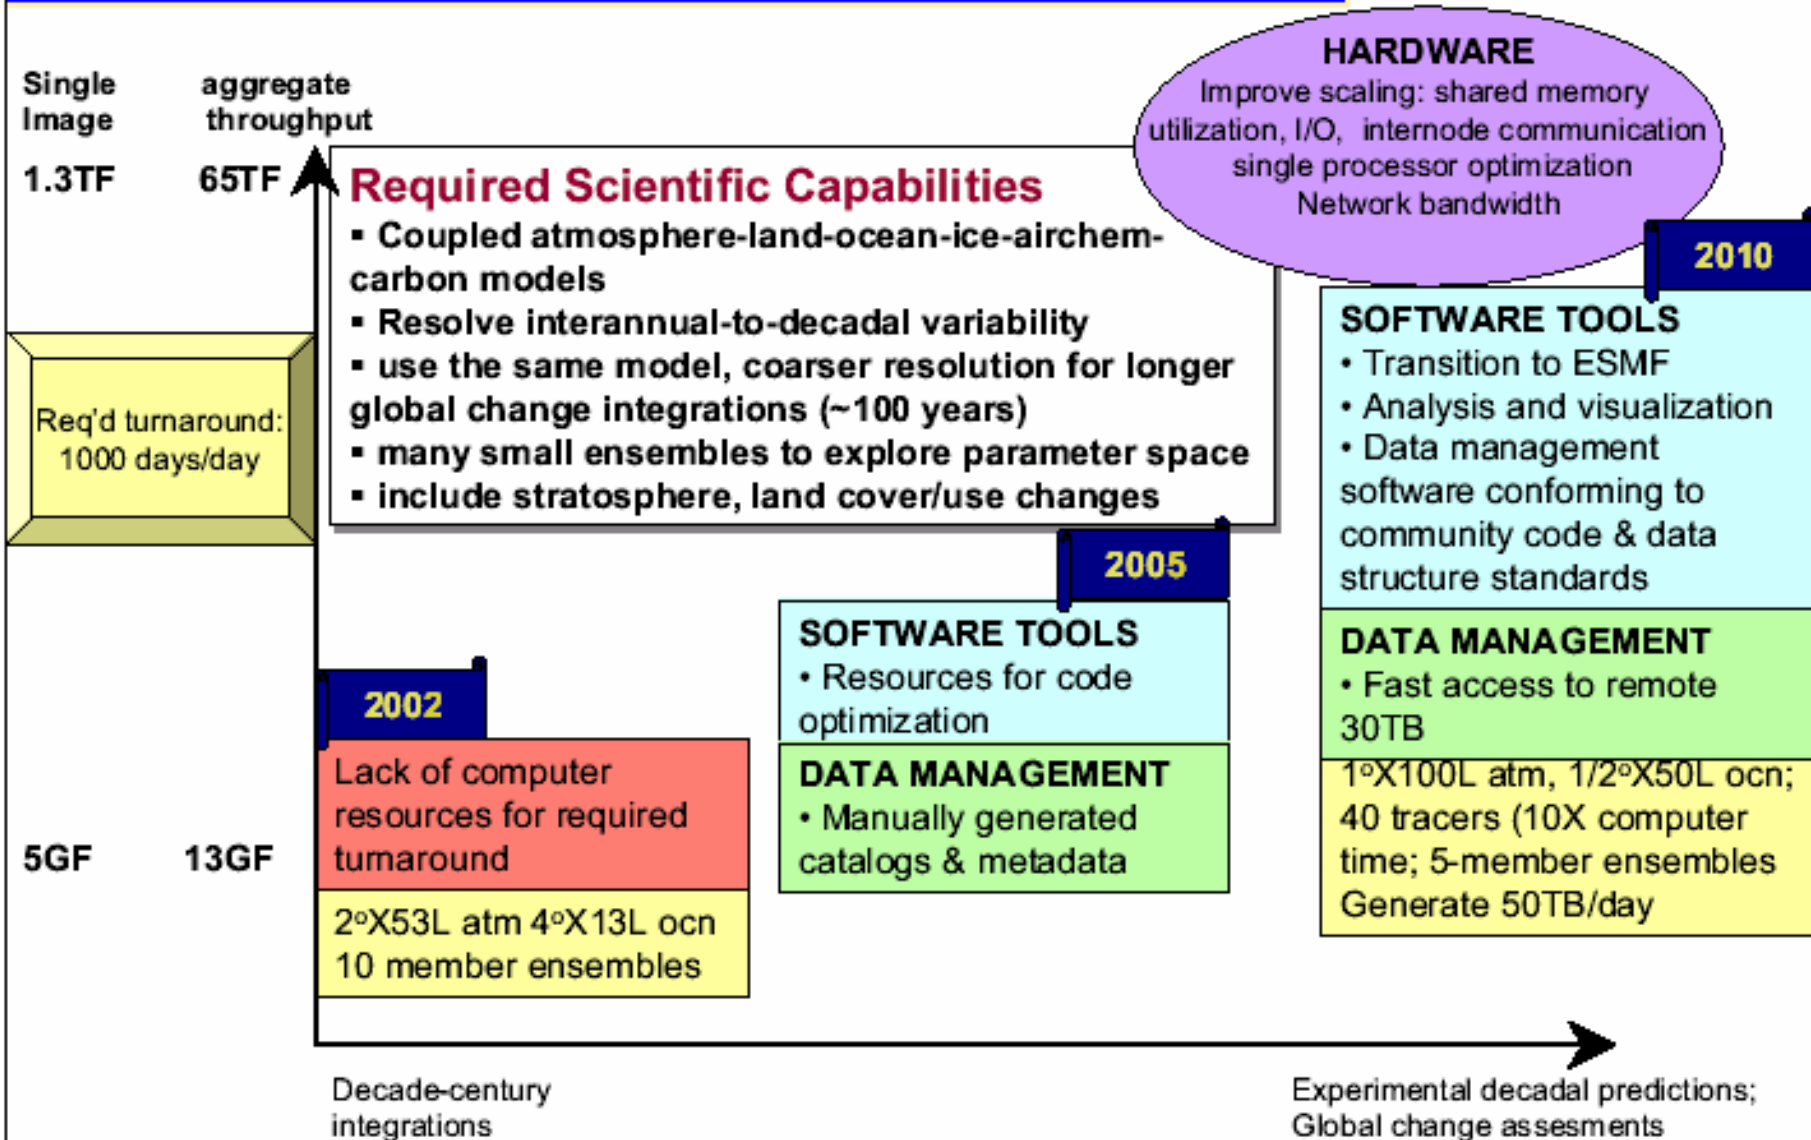 Single aggregate
Image throughput
1.3TF 65TF
Req'd turnaround:
1000 days/day
5GF 13GF
Required Scientific Capabilities
▪ Coupled atmosphere-land-ocean-ice-airchem-
carbon models
▪ Resolve interannual-to-decadal variability
▪ use the same model, coarser resolution for longer
global change integrations (~100 years)
▪ many small ensembles to explore parameter space
▪ include stratosphere, land cover/use changes
HARDWARE
Improve scaling: shared memory
utilization, I/O, internode communication
single processor optimization
Network bandwidth
2002
Lack of computer
resources for required
turnaround
2°X53L atm 4°X13L ocn
10 member ensembles
2005
SOFTWARE TOOLS
• Resources for code
optimization
DATA MANAGEMENT
• Manually generated
catalogs & metadata
2010
SOFTWARE TOOLS
• Transition to ESMF
• Analysis and visualization
• Data management
software conforming to
community code & data
structure standards
DATA MANAGEMENT
• Fast access to remote
30TB
1°X100L atm, 1/2°X50L ocn;
40 tracers (10X computer
time; 5-member ensembles
Generate 50TB/day
Decade-century
integrations
Experimental decadal predictions;
Global change assesments